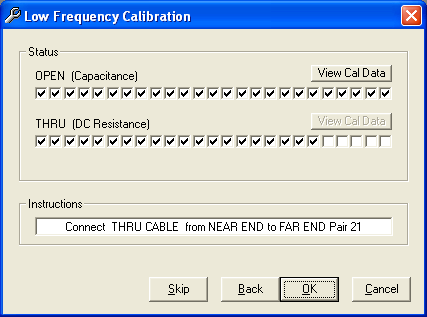 Low Frequency Calibration
Status
OPEN (Capacitance)
View Cal Data
THRU (DC Resistance)
View Cal Data
Instructions
Connect THRU CABLE from NEAR END to FAR END Pair 21
Skip
Back
OK
Cancel